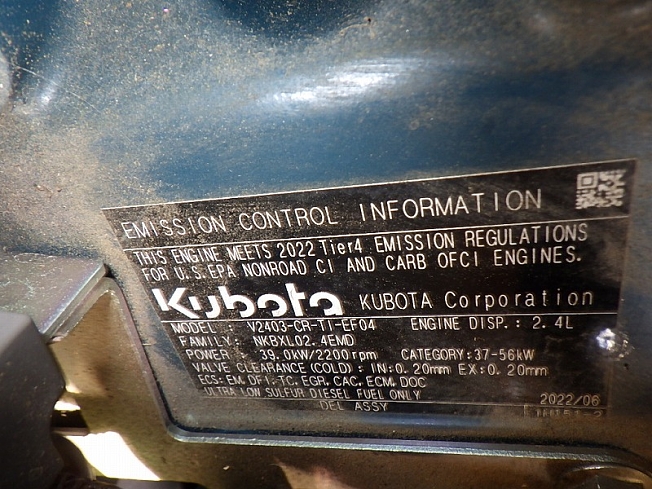 EMISSION CONTROL INFORMATION
THIS ENGINE MEETS 2022 Tier4 EMISSION REGULATIONS
FOR U.S. EPA NONROAD CI AND CARB OFCI ENGINES.
Kubota KUBOTA Corporation
MODEL : V2403-CR-TI-EF04 ENGINE DISP.: 2.4L
FAMILY: NKBXL02.4EMD
POWER : 39.0kW/2200rpm CATEGORY:37-56kW
VALVE CLEARANCE(COLD): IN:0.20mm EX:0.20mm
ECS: EM, DFI, TC, EGR, CAC, ECM, DOC
ULTRA LOW SULFUR DIESEL FUEL ONLY 2022/06
DEL ASSY